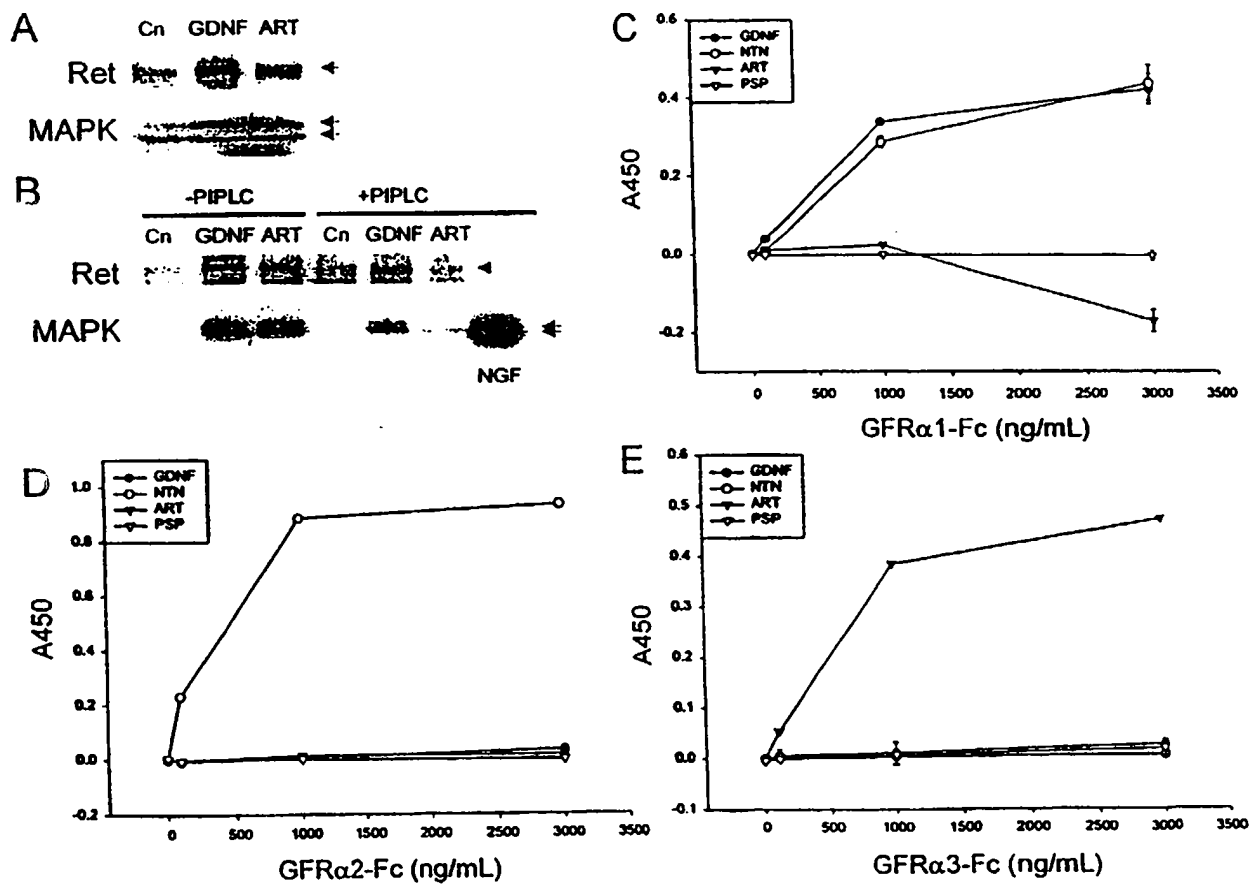 A
Cn GDNF ART
Ret
MAPK
B
-PIPLC +PIPLC
Cn GDNF ART Cn GDNF ART
Ret
MAPK
NGF
C
GDNF
NTN
ART
PSP
0.6
0.4
0.2
0.0
-0.2
A450
0 500 1000 1500 2000 2500 3000 3500
GFRα1-Fc (ng/mL)
D
GDNF
NTN
ART
PSP
1.0
0.8
0.6
0.4
0.2
0.0
-0.2
A450
0 500 1000 1500 2000 2500 3000 3500
GFRα2-Fc (ng/mL)
E
GDNF
NTN
ART
PSP
0.6
0.5
0.4
0.3
0.2
0.1
0.0
-0.1
A450
0 500 1000 1500 2000 2500 3000 3500
GFRα3-Fc (ng/mL)